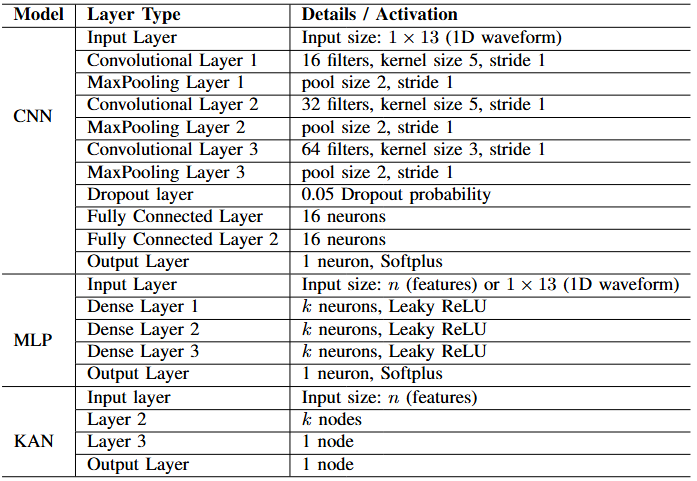 Model Layer Type Details / Activation
Input Layer Input size: 1 × 13 (1D waveform)
Convolutional Layer 1 16 filters, kernel size 5, stride 1
MaxPooling Layer 1 pool size 2, stride 1
Convolutional Layer 2 32 filters, kernel size 5, stride 1
CNN
MaxPooling Layer 2 pool size 2, stride 1
Convolutional Layer 3 64 filters, kernel size 3, stride 1
MaxPooling Layer 3 pool size 2, stride 1
Dropout layer 0.05 Dropout probability
Fully Connected Layer 16 neurons
Fully Connected Layer 2 16 neurons
Output Layer 1 neuron, Softplus
Input Layer Input size: n (features) or 1 × 13 (1D waveform)
Dense Layer 1 k neurons, Leaky ReLU
Dense Layer 2 k neurons, Leaky ReLU
MLP
Dense Layer 3 k neurons, Leaky ReLU
Output Layer 1 neuron, Softplus
Input layer Input size: n (features)
Layer 2 k nodes
KAN Layer 3 1 node
Output Layer 1 node